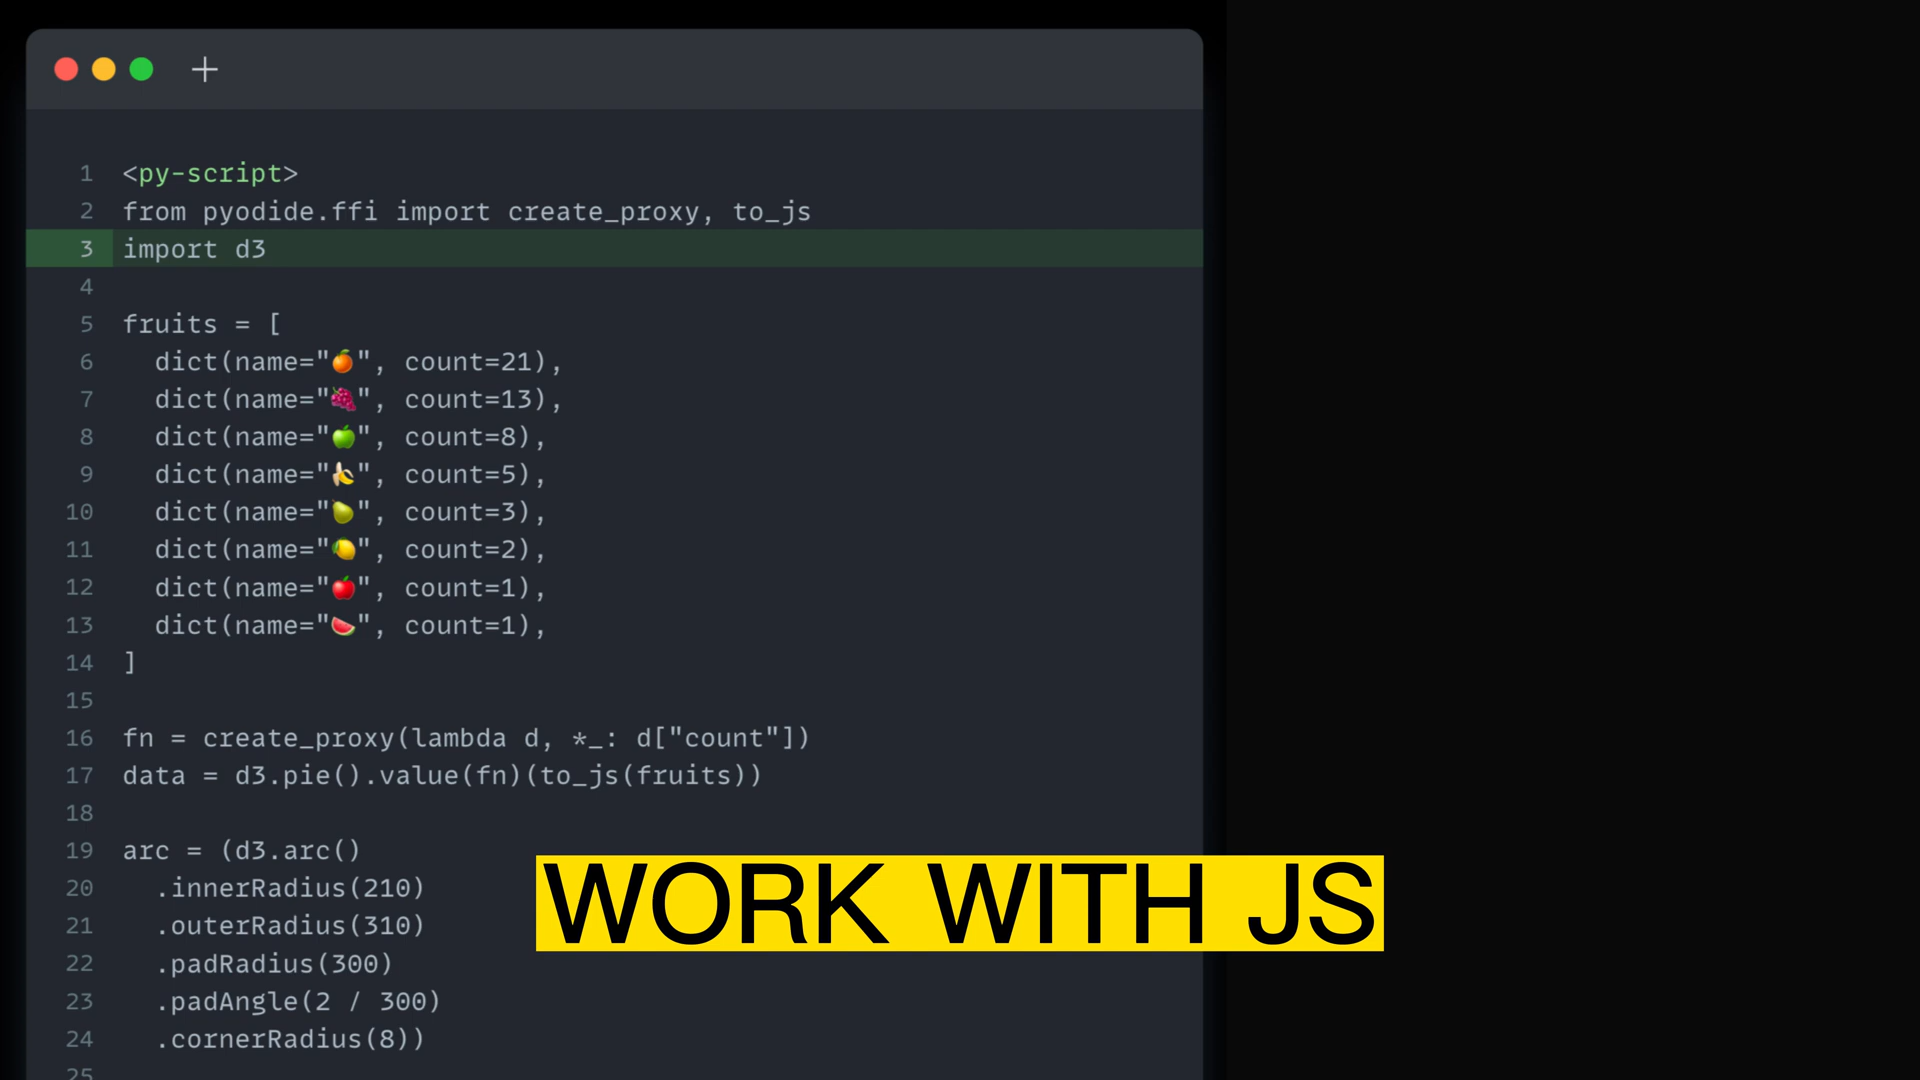 1 <py-script>
2 from pyodide.ffi import create_proxy, to_js
3 import d3
4
5 fruits = [
6   dict(name="🍊", count=21),
7   dict(name="🍇", count=13),
8   dict(name="🍏", count=8),
9   dict(name="🍌", count=5),
10   dict(name="🍐", count=3),
11   dict(name="🍋", count=2),
12   dict(name="🍎", count=1),
13   dict(name="🍉", count=1),
14 ]
15
16 fn = create_proxy(lambda d, *_: d["count"])
17 data = d3.pie().value(fn)(to_js(fruits))
18
19 arc = (d3.arc()
20   .innerRadius(210)
21   .outerRadius(310)
22   .padRadius(300)
23   .padAngle(2 / 300)
24   .cornerRadius(8))
25
WORK WITH JS